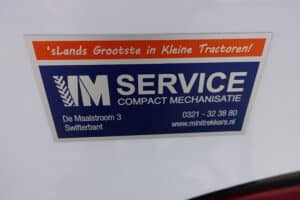 'sLands Grootste in Kleine Tractoren!
IM SERVICE
COMPACT MECHANISATIE
De Maalstroom 3
Swifterbant
0321 - 32 38 80
www.minitrekkers.nl